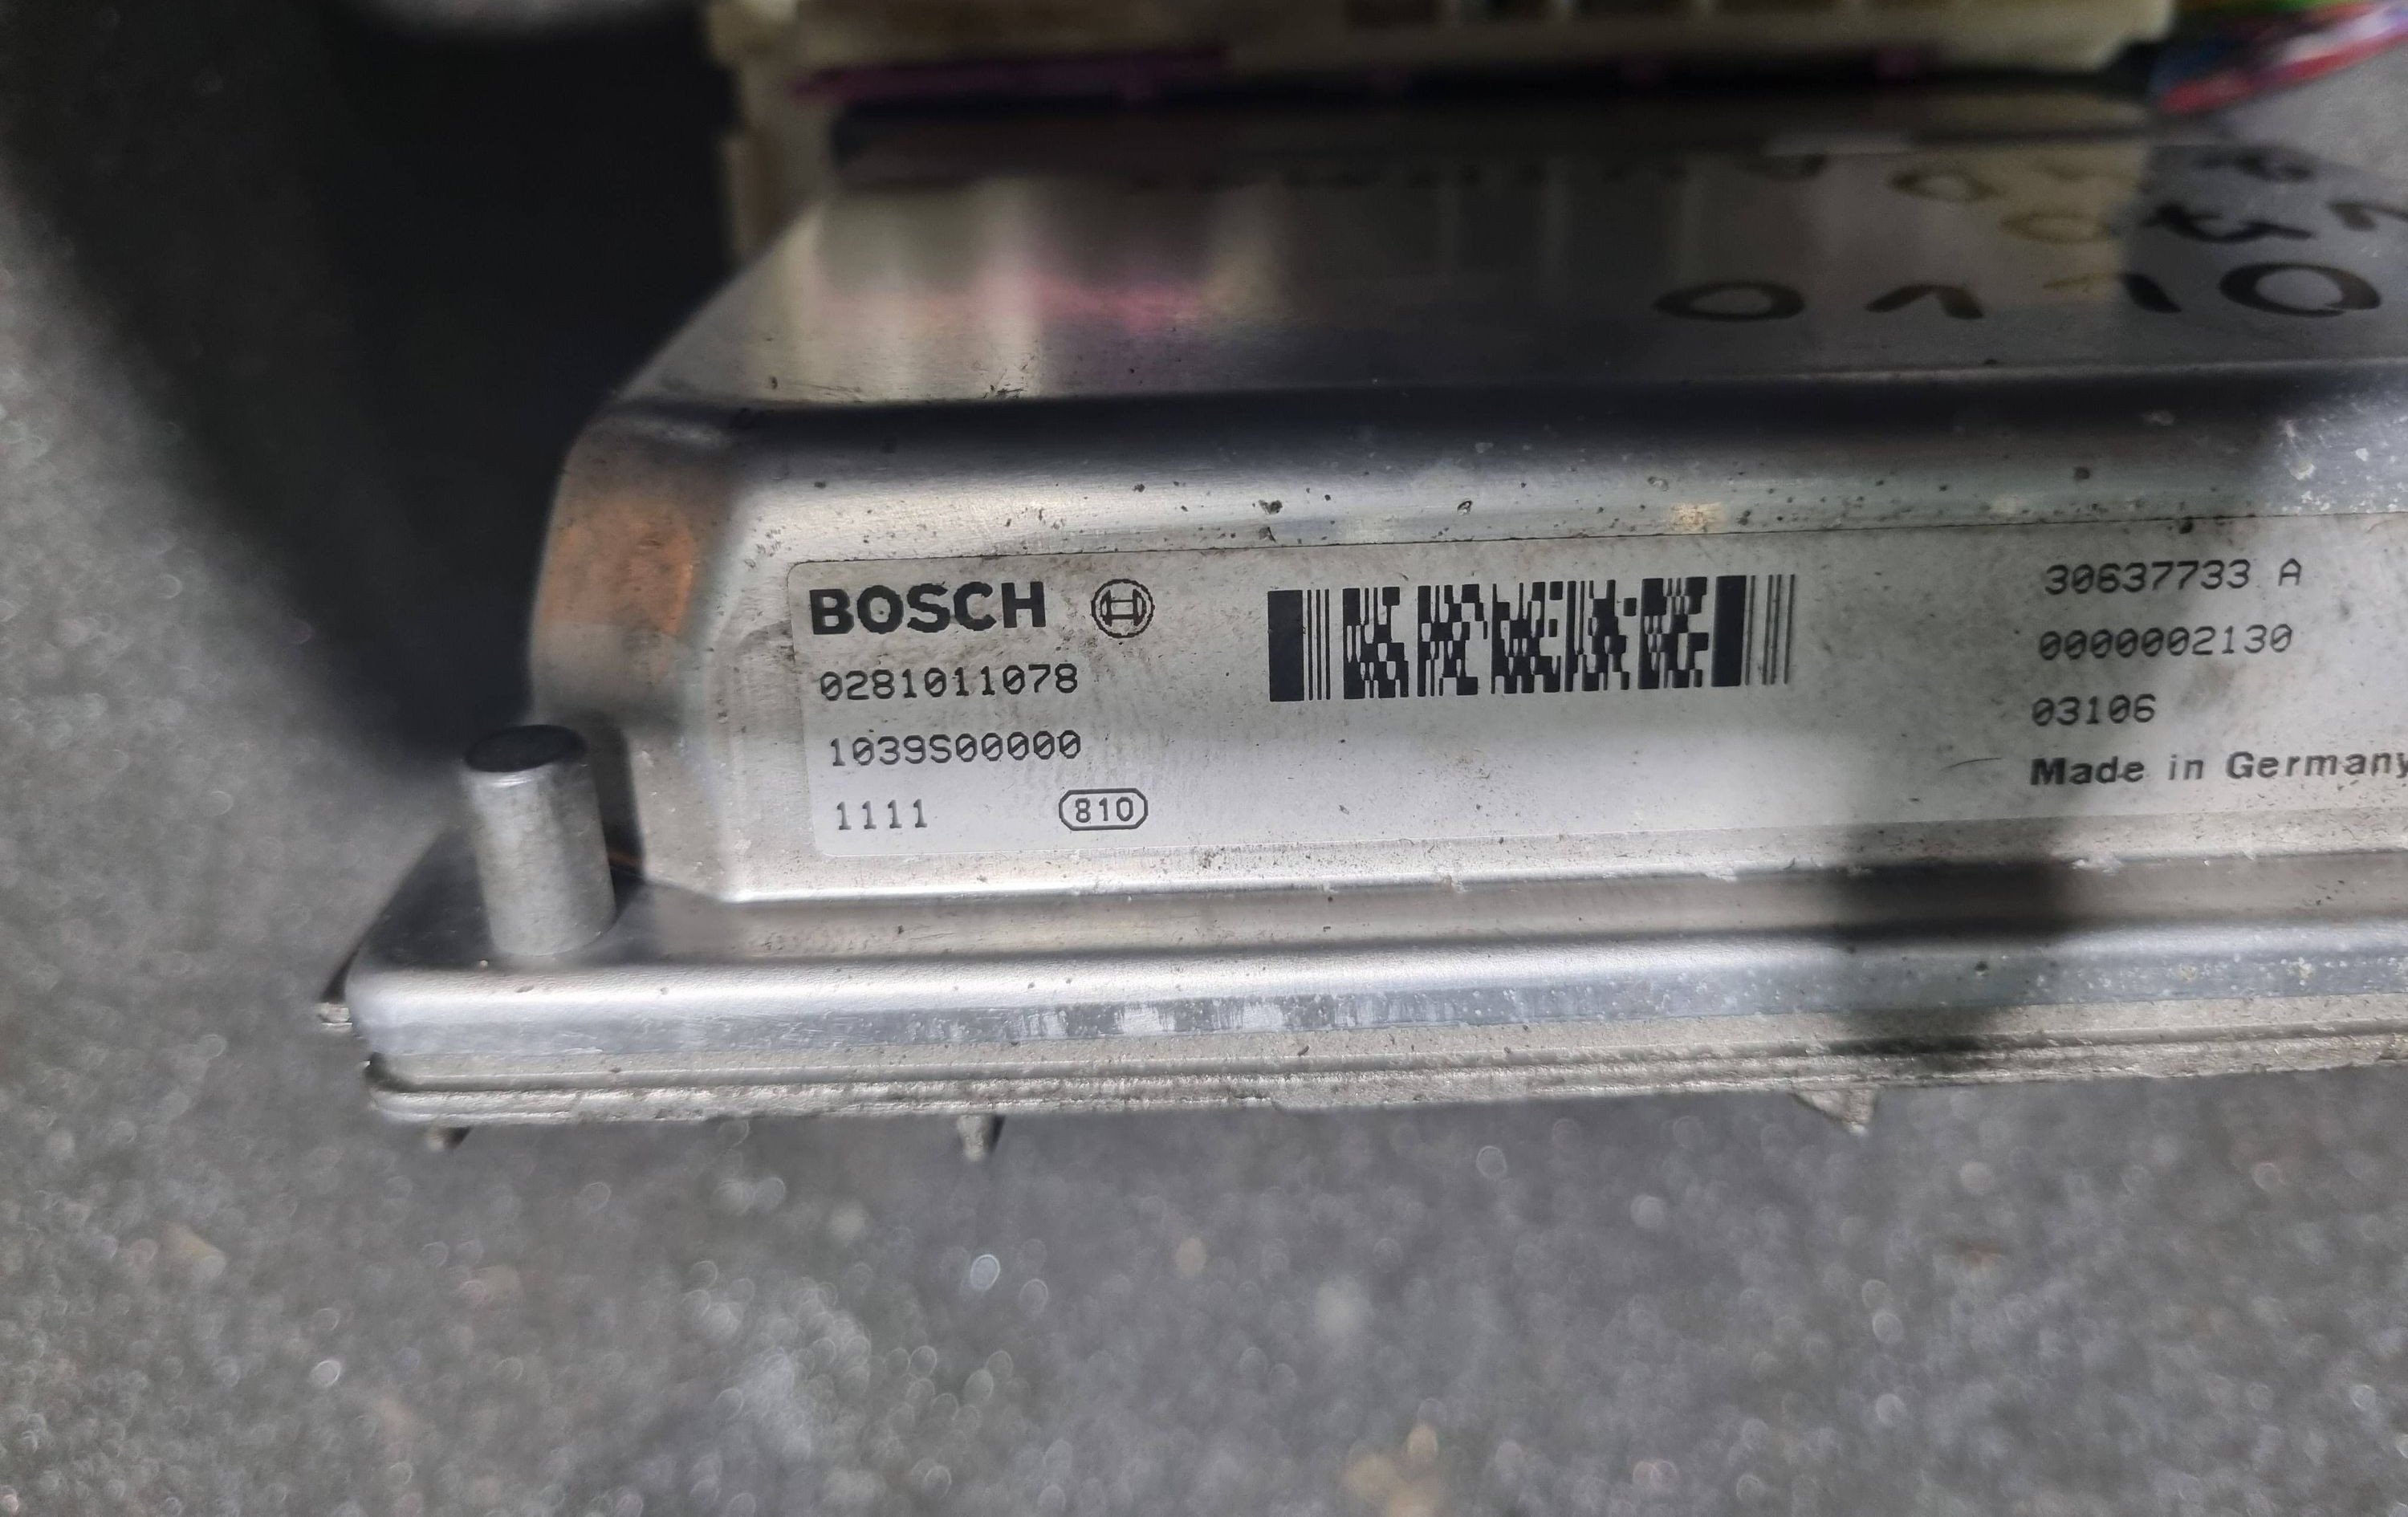 BOSCH
0281011078
1039S00000
1111
810
30637733 A
0000002130
03106
Made in Germany